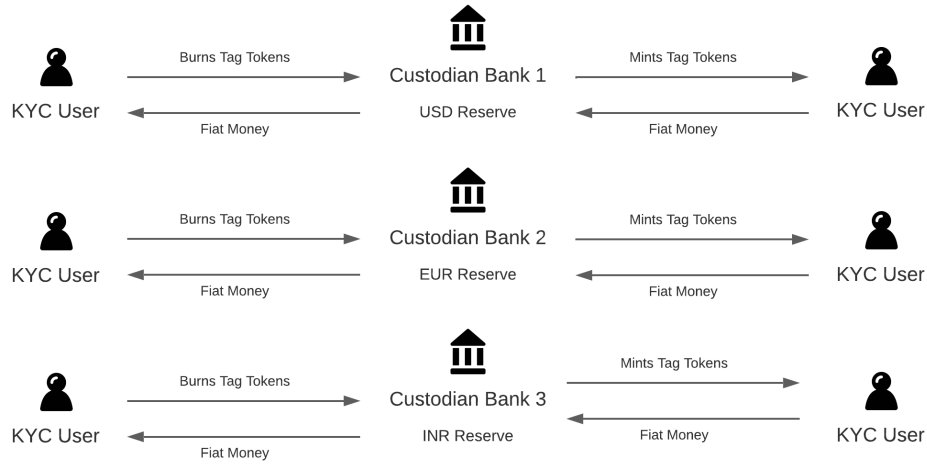 Burns Tag Tokens
Mints Tag Tokens
Custodian Bank 1
KYC User
USD Reserve
KYC User
Fiat Money
Fiat Money
Burns Tag Tokens
Mints Tag Tokens
Custodian Bank 2
KYC User
EUR Reserve
KYC User
Fiat Money
Fiat Money
Mints Tag Tokens
Burns Tag Tokens
Custodian Bank 3
KYC User
INR Reserve
Fiat Money
KYC User
Fiat Money